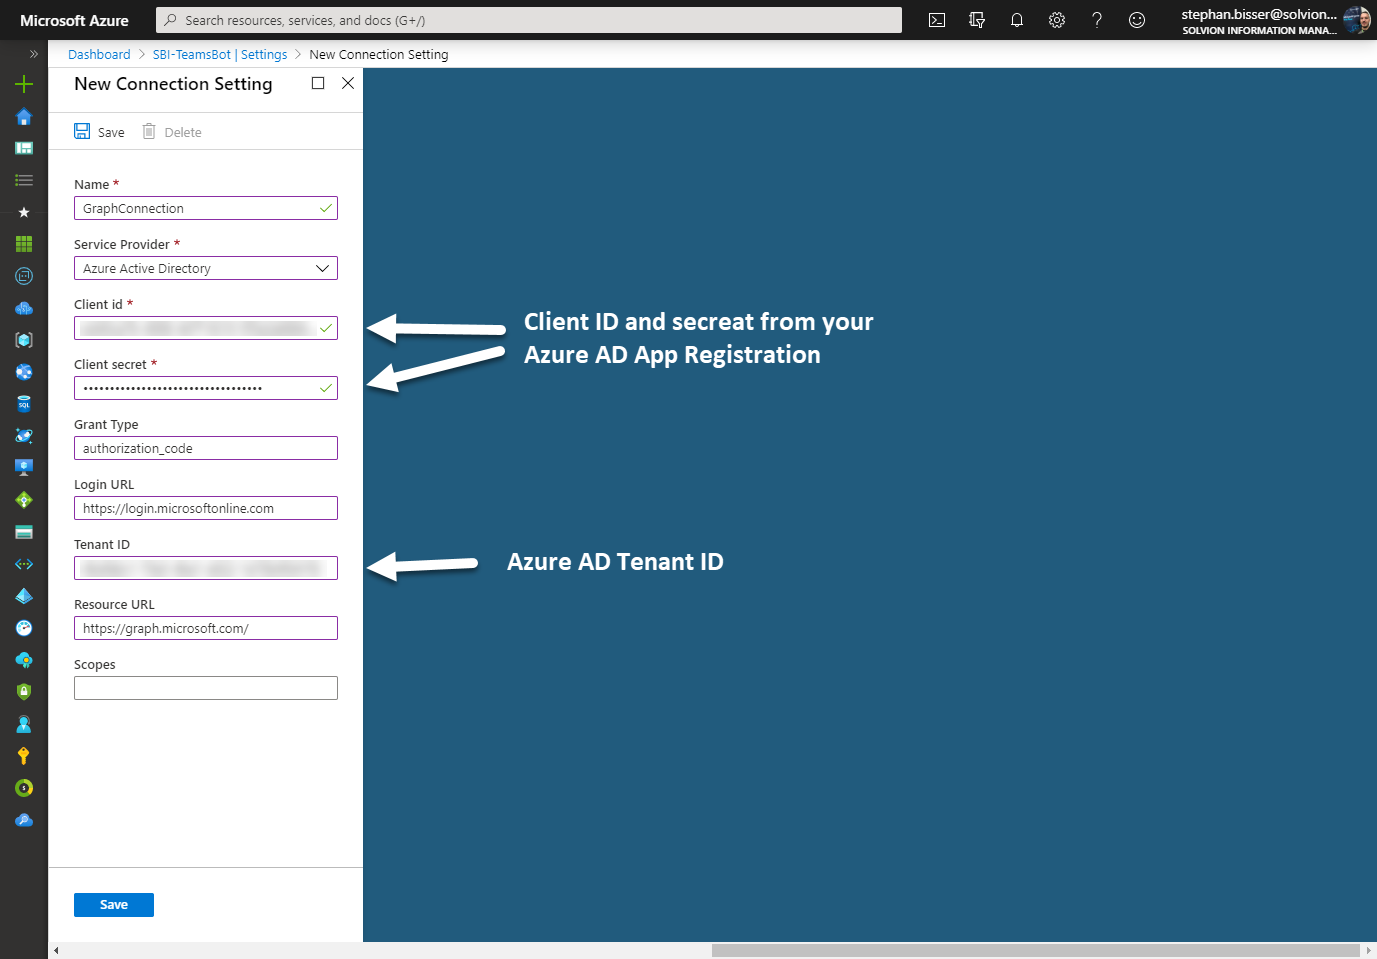 Microsoft Azure
Search resources, services, and docs (G+/)
stephan.bisser@solvion...
SOLVION INFORMATION MANA...
Dashboard > SBI-TeamsBot | Settings > New Connection Setting
New Connection Setting
Save Delete
Name *
GraphConnection
Service Provider *
Azure Active Directory
Client id *
Client secret *
••••••••••••••••••••••••••••••••••
Grant Type
authorization_code
Login URL
https://login.microsoftonline.com
Tenant ID
Resource URL
https://graph.microsoft.com/
Scopes
Save
Client ID and secreat from your
Azure AD App Registration
Azure AD Tenant ID